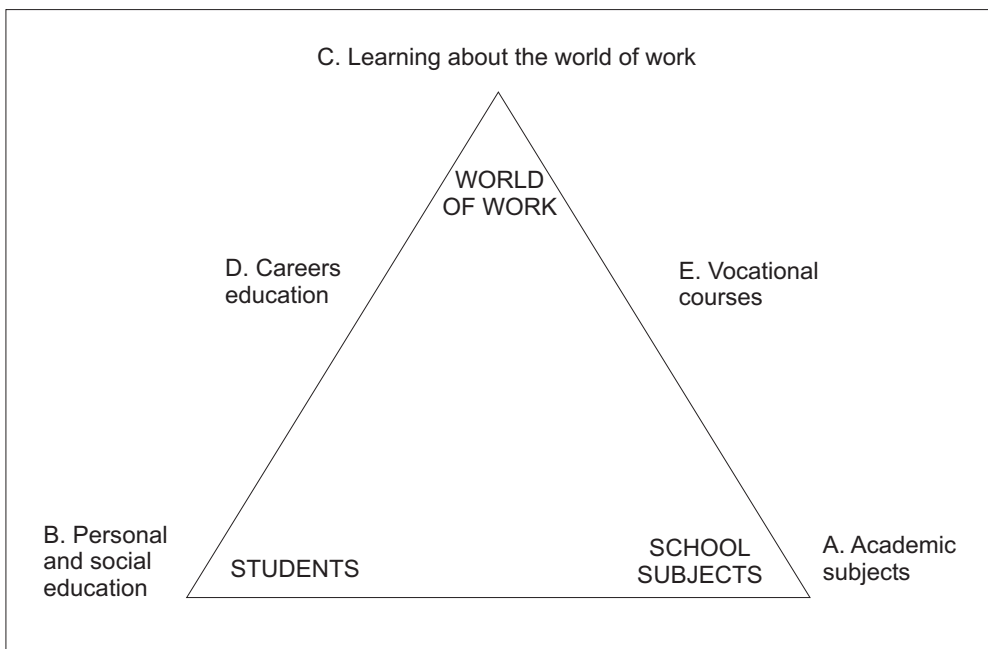 C. Learning about the world of work
WORLD
OF WORK
D. Careers
education
E. Vocational
courses
B. Personal
and social
education
STUDENTS
SCHOOL
SUBJECTS
A. Academic
subjects